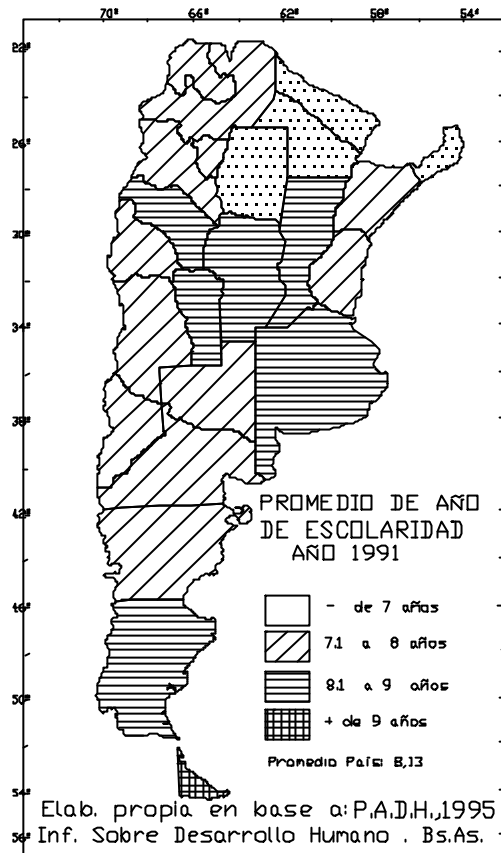 70° 66° 62° 58° 54°
22°
26°
30°
34°
38°
42°
46°
50°
54°
56°
PROMEDIO DE AÑO
DE ESCOLARIDAD
AÑO 1991
- de 7 años
7.1 a 8 años
8.1 a 9 años
+ de 9 años
Promedio País: 8,13
Elab. propia en base a: P.A.D.H.,1995
Inf. Sobre Desarrollo Humano . Bs.As.